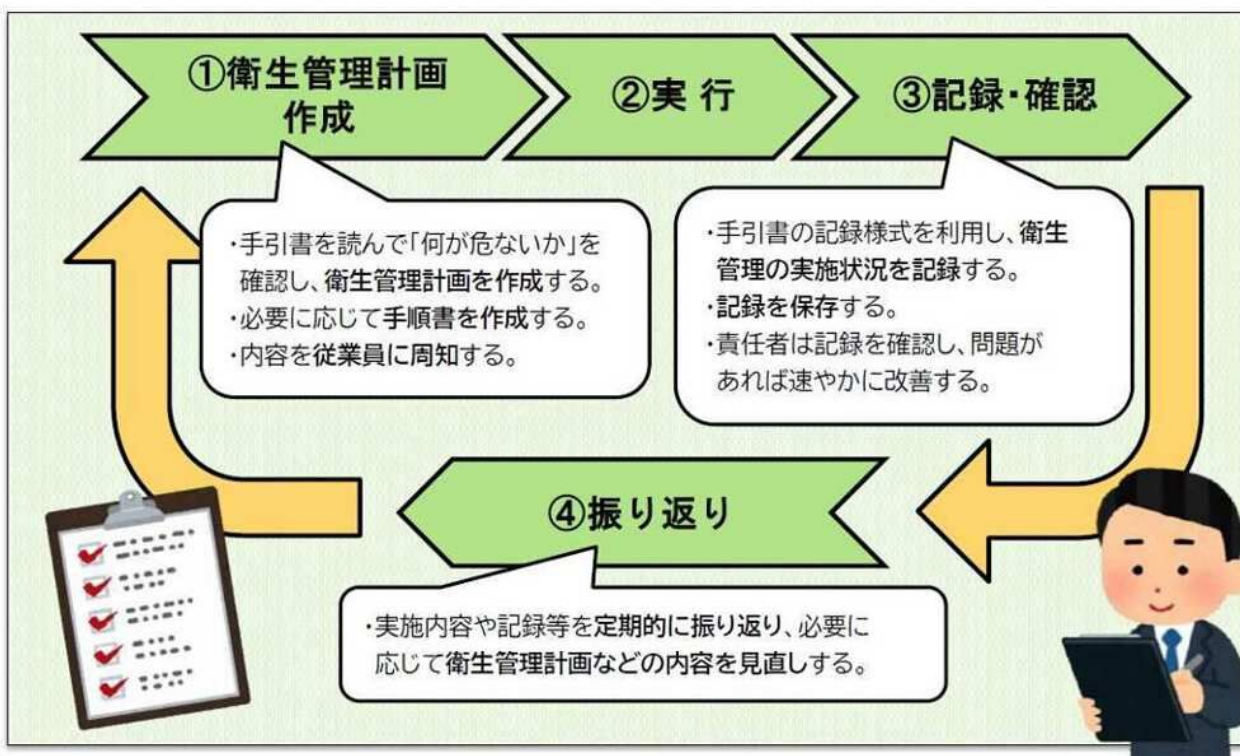 ①衛生管理計画
作成
②実 行
③記録・確認
・手引書を読んで「何が危ないか」を
確認し、衛生管理計画を作成する。
・必要に応じて手順書を作成する。
・内容を従業員に周知する。
・手引書の記録様式を利用し、衛生
管理の実施状況を記録する。
・記録を保存する。
・責任者は記録を確認し、問題が
あれば速やかに改善する。
④振り返り
・実施内容や記録等を定期的に振り返り、必要に
応じて衛生管理計画などの内容を見直しする。